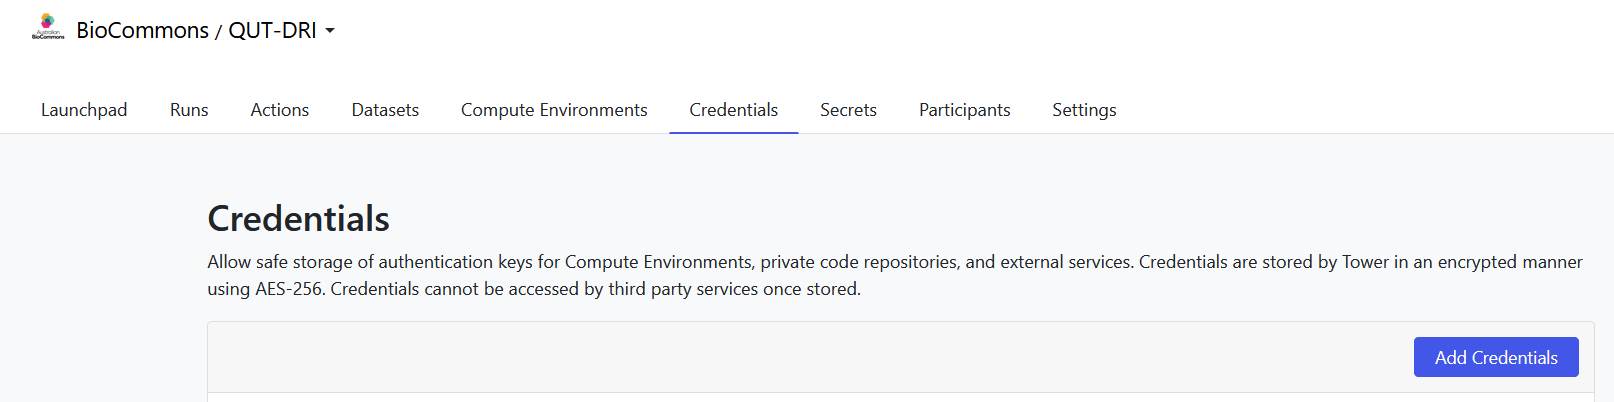 Australian
BioCommons
BioCommons / QUT-DRI
Launchpad Runs Actions Datasets Compute Environments Credentials Secrets Participants Settings
Credentials
Allow safe storage of authentication keys for Compute Environments, private code repositories, and external services. Credentials are stored by Tower in an encrypted manner
using AES-256. Credentials cannot be accessed by third party services once stored.
Add Credentials